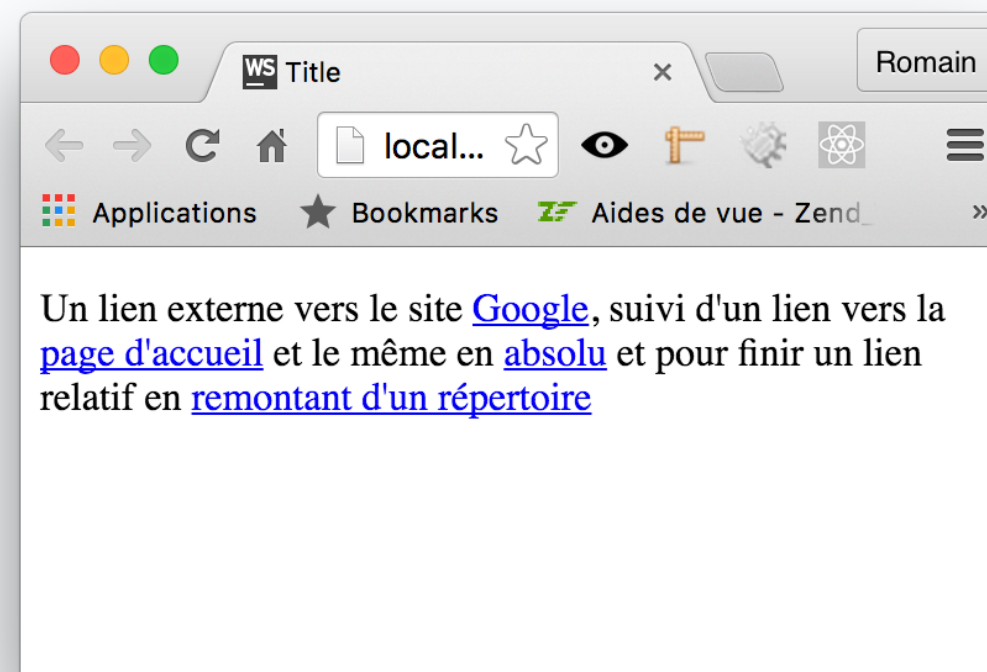 WS Title
Romain
local...
Applications Bookmarks ZF Aides de vue - Zend_
Un lien externe vers le site Google, suivi d'un lien vers la
page d'accueil et le même en absolu et pour finir un lien
relatif en remontant d'un répertoire